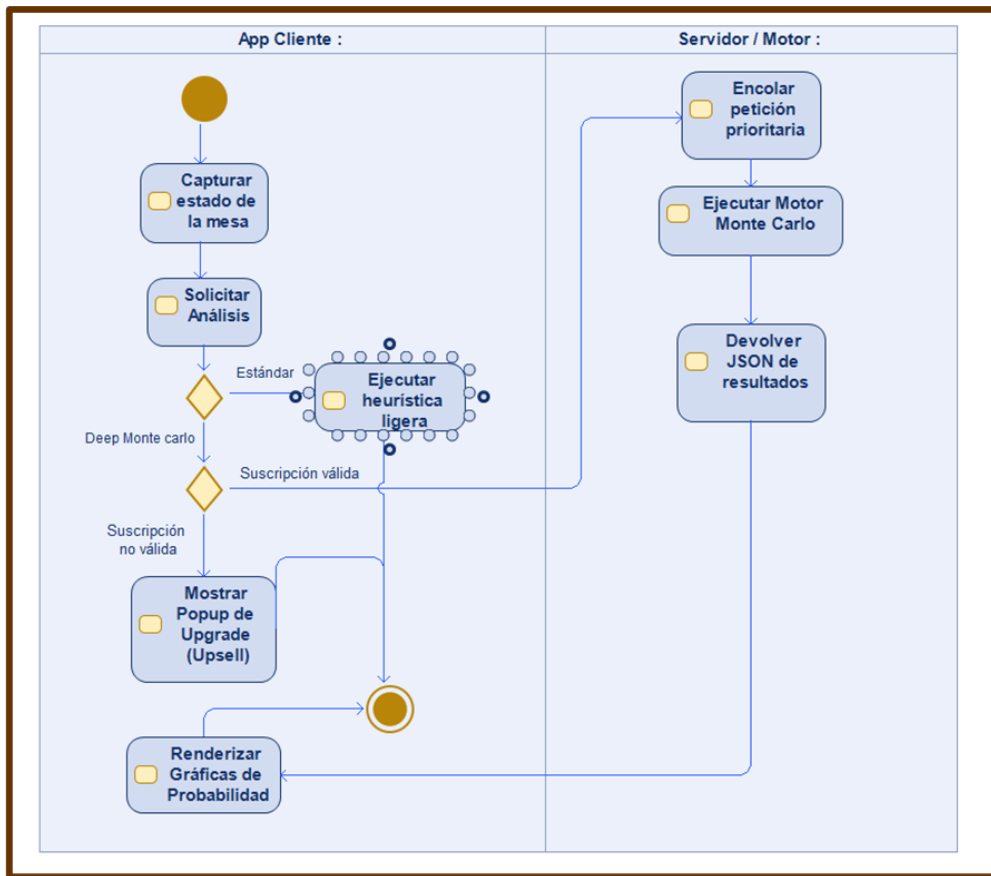 App Cliente :
Servidor / Motor :
Capturar
estado de
la mesa
Solicitar
Análisis
Estándar
Ejecutar
heurística
ligera
Deep Monte carlo
Suscripción válida
Suscripción
no válida
Mostrar
Popup de
Upgrade
(Upsell)
Renderizar
Gráficas de
Probabilidad
Encolar
petición
prioritaria
Ejecutar Motor
Monte Carlo
Devolver
JSON de
resultados